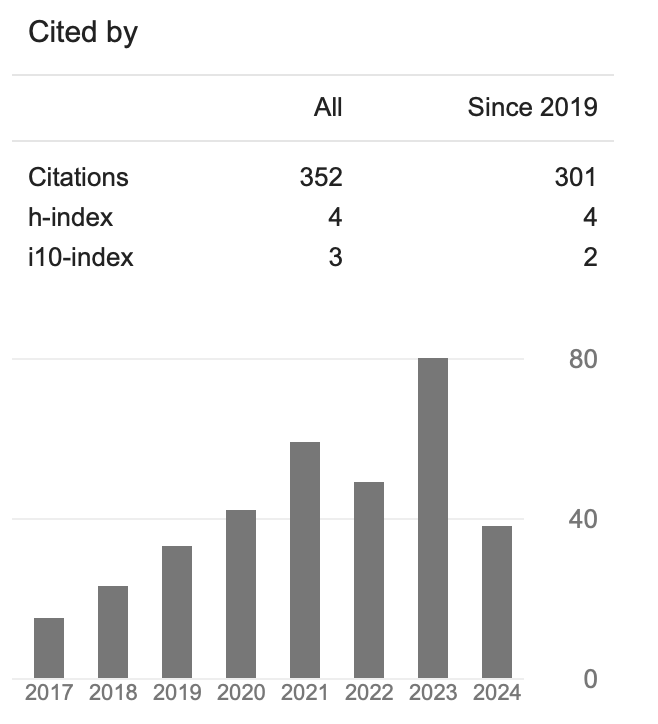 Cited by
All Since 2019
Citations 352 301
h-index 4 4
i10-index 3 2
80
40
0
2017 2018 2019 2020 2021 2022 2023 2024